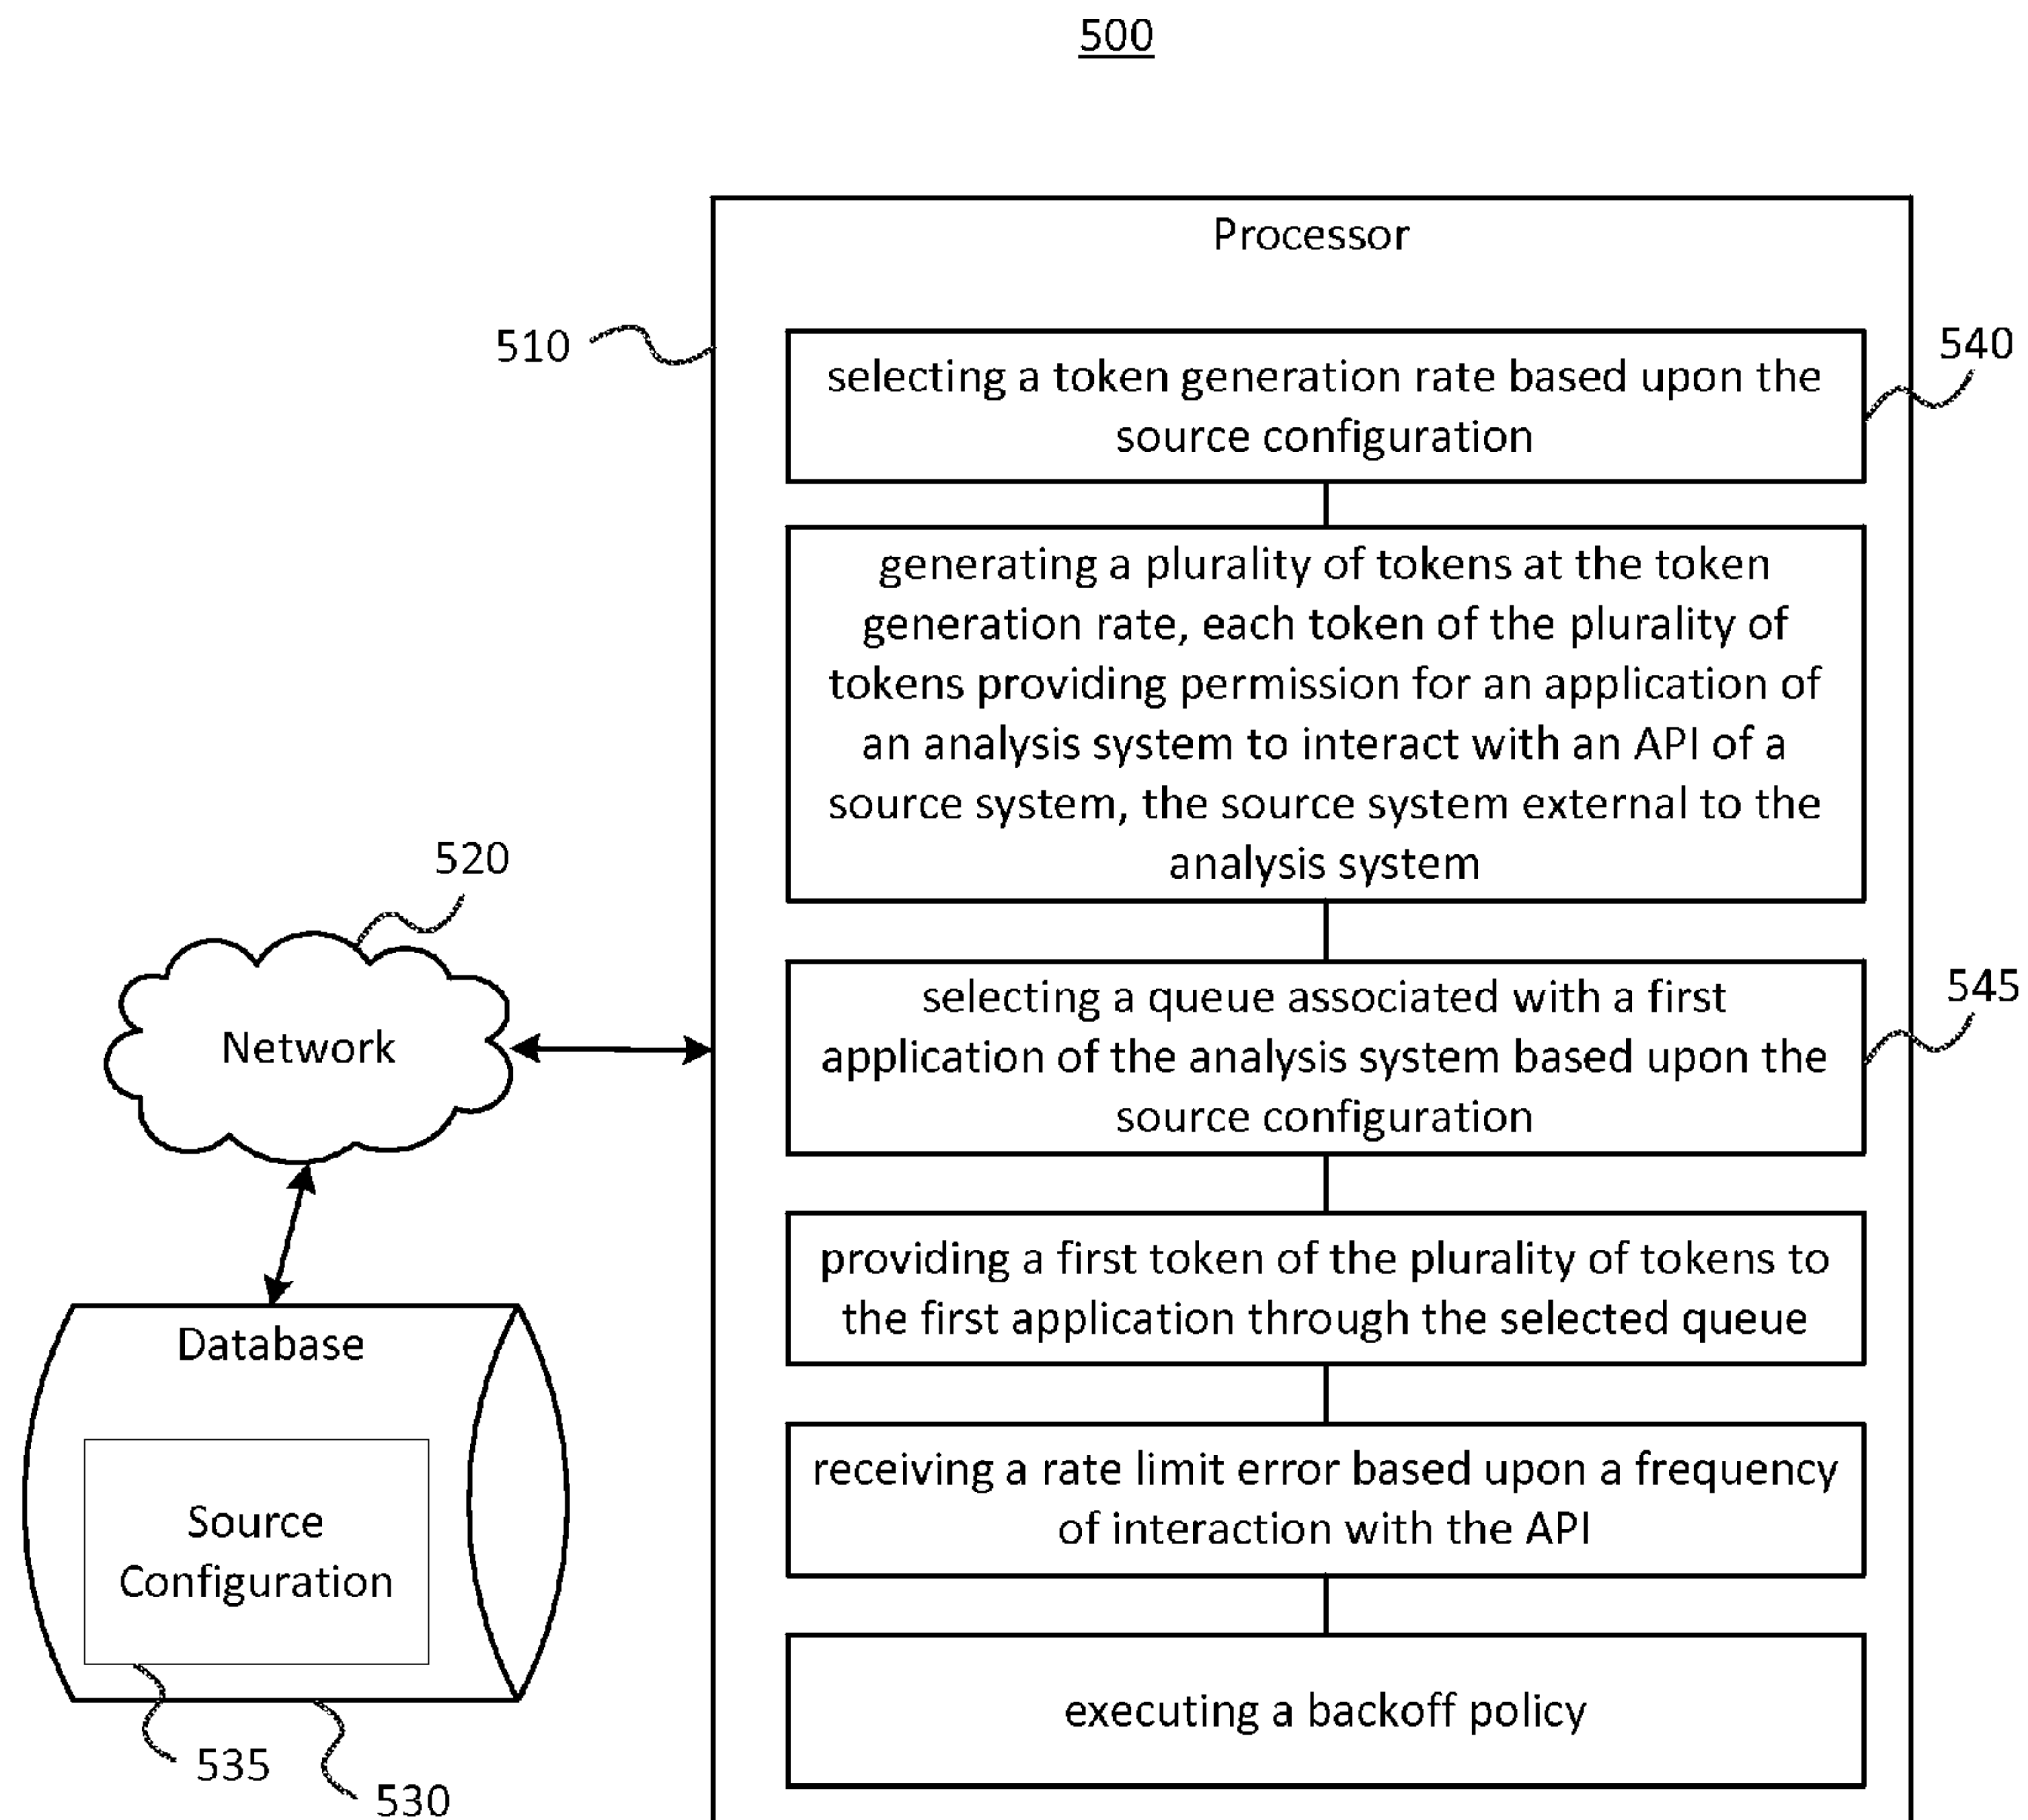 500
Processor
510
540
selecting a token generation rate based upon the
source configuration
generating a plurality of tokens at the token
generation rate, each token of the plurality of
tokens providing permission for an application of
an analysis system to interact with an API of a
source system, the source system external to the
analysis system
520
Network
545
selecting a queue associated with a first
application of the analysis system based upon the
source configuration
providing a first token of the plurality of tokens to
the first application through the selected queue
Database
Source
Configuration
535
530
receiving a rate limit error based upon a frequency
of interaction with the API
executing a backoff policy